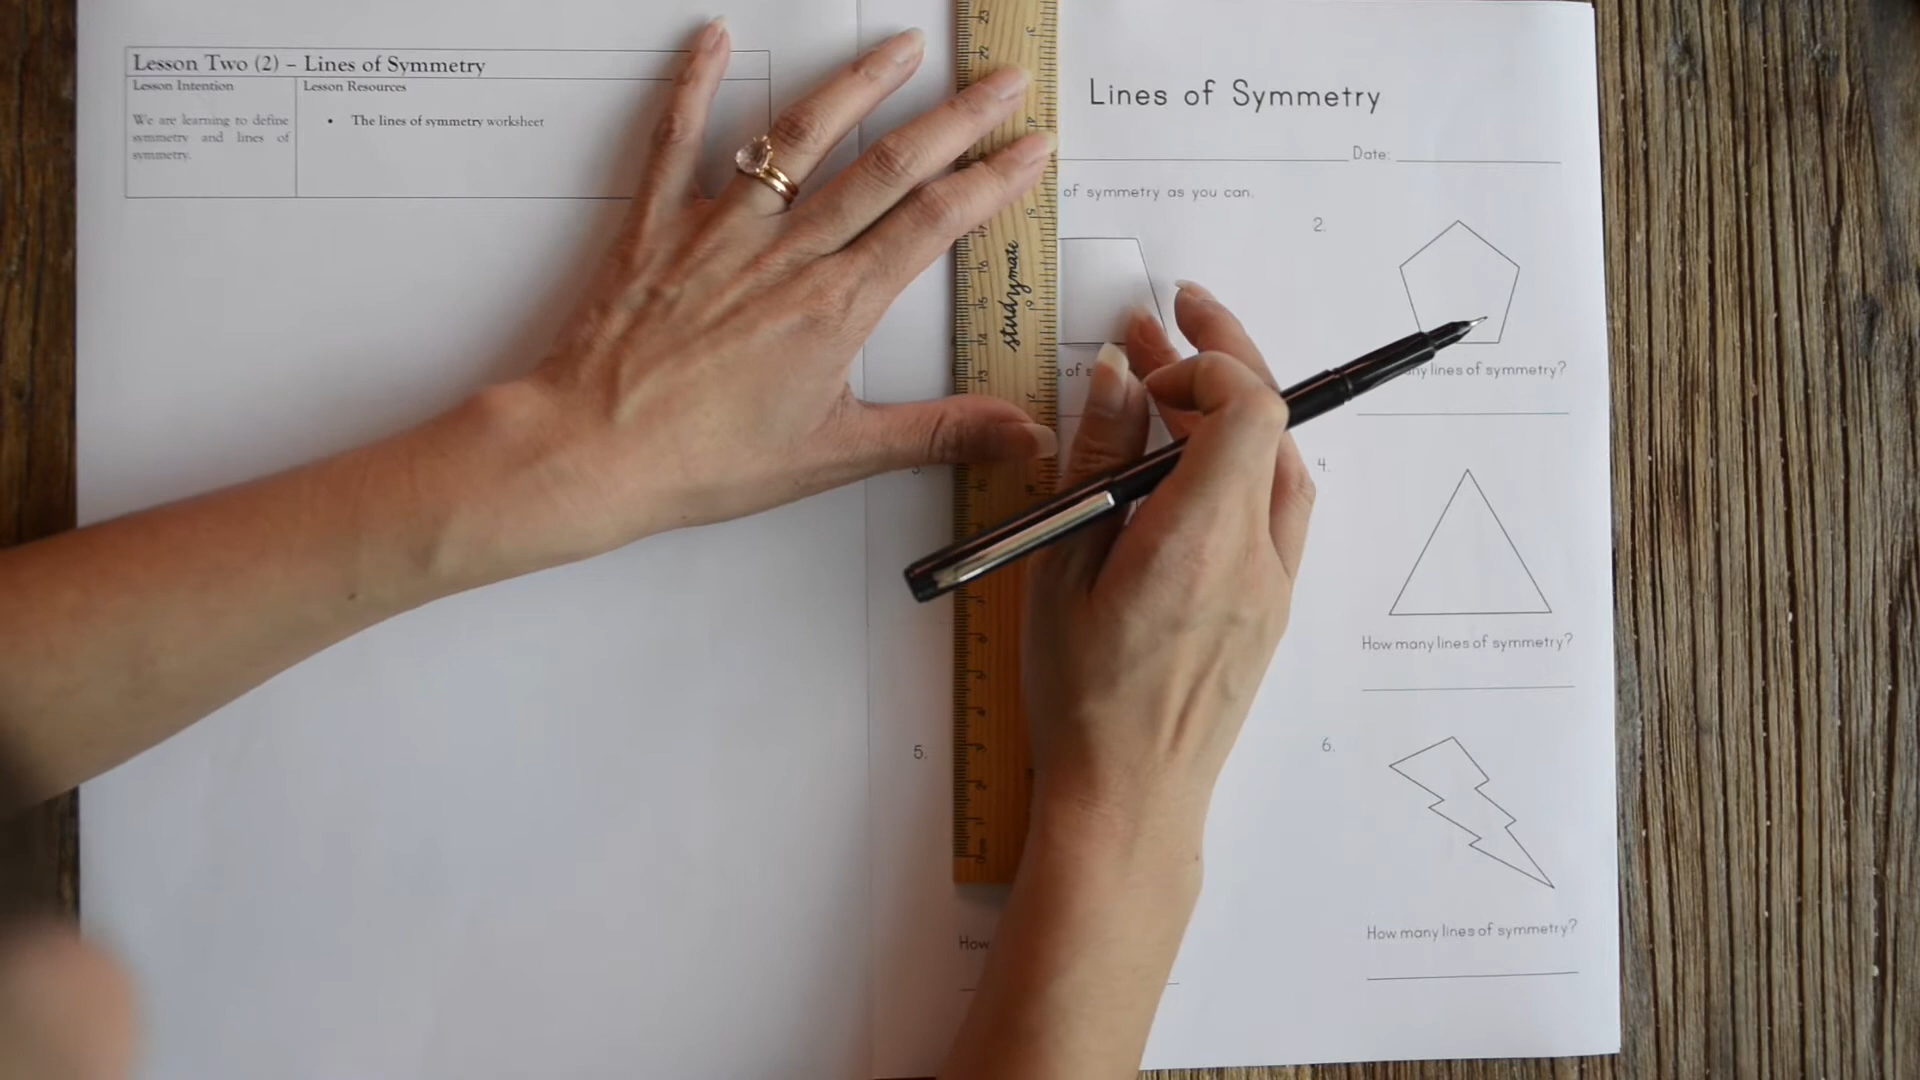 Lesson Two (2) – Lines of Symmetry
Lesson Intention
We are learning to define
symmetry and lines of
symmetry.
Lesson Resources
• The lines of symmetry worksheet
studymate
Lines of Symmetry
Date:
of symmetry as you can.
2.
lines of symmetry?
4.
How many lines of symmetry?
5.
How
6.
How many lines of symmetry?